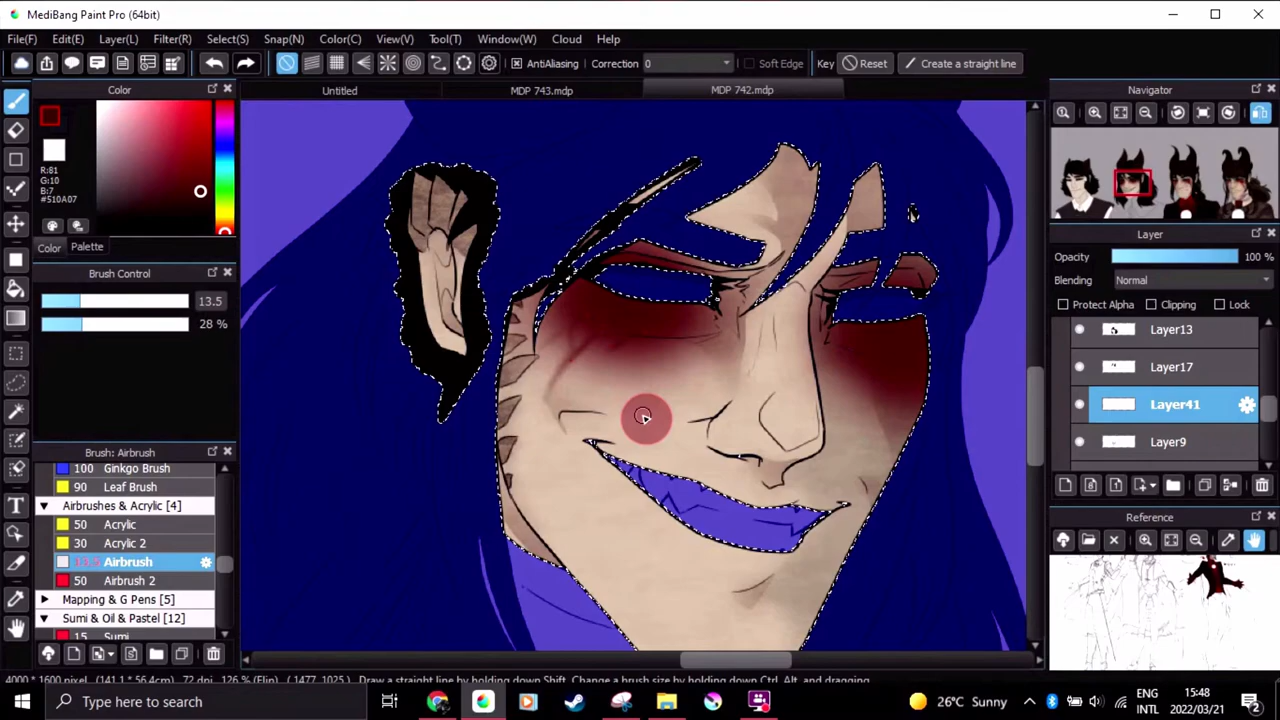 MediBang Paint Pro (64bit)
File(F) Edit(E) Layer(L) Filter(R) Select(S) Snap(N) Color(C) View(V) Tool(T) Window(W) Cloud Help
AntiAliasing Correction 0 Soft Edge Key Reset Create a straight line
Color
Untitled MDP 743.mdp MDP 742.mdp
Navigator
R:81
G:10
B:7
#510A07
Color Palette
Brush Control
13.5
28 %
Layer
Opacity 100 %
Blending Normal
Protect Alpha Clipping Lock
Layer13
Layer17
Layer41
Layer9
Brush: Airbrush
100 Ginkgo Brush
90 Leaf Brush
Airbrushes & Acrylic [4]
50 Acrylic
30 Acrylic 2
13.5 Airbrush
50 Airbrush 2
Mapping & G Pens [5]
Sumi & Oil & Pastel [12]
15 Sumi
Reference
4000 * 1600 pixel (141.1 * 56.4cm) 72 dpi 126 % (Flip) (1477, 1025) Draw a straight line by holding down Shift, Change a brush size by holding down Ctrl, Alt, and dragging
Type here to search
26°C Sunny
ENG
INTL
15:48
2022/03/21
2